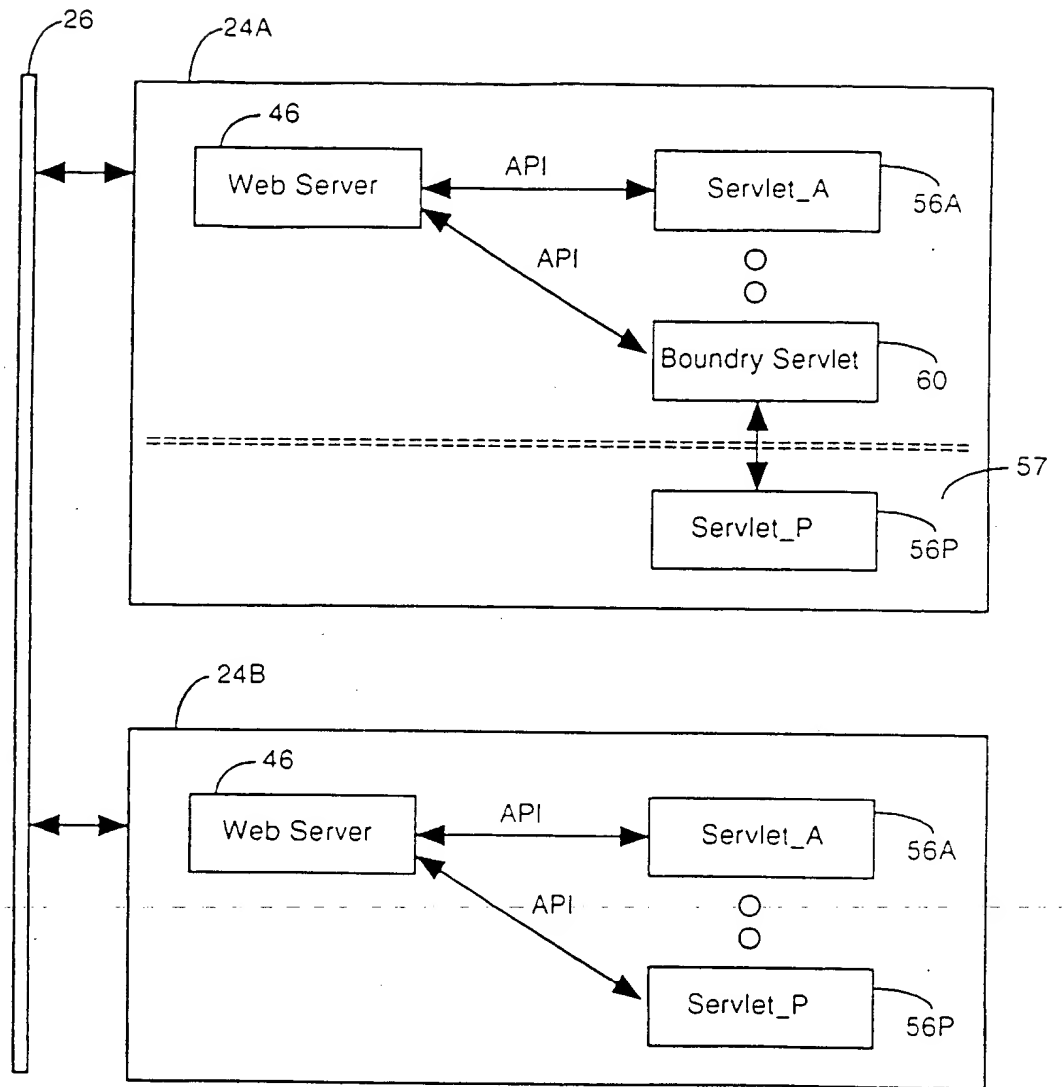 26
24A
46
Web Server
API
Servlet_A
56A
API
Boundry Servlet
60
57
Servlet_P
56P
24B
46
Web Server
API
Servlet_A
56A
API
Servlet_P
56P